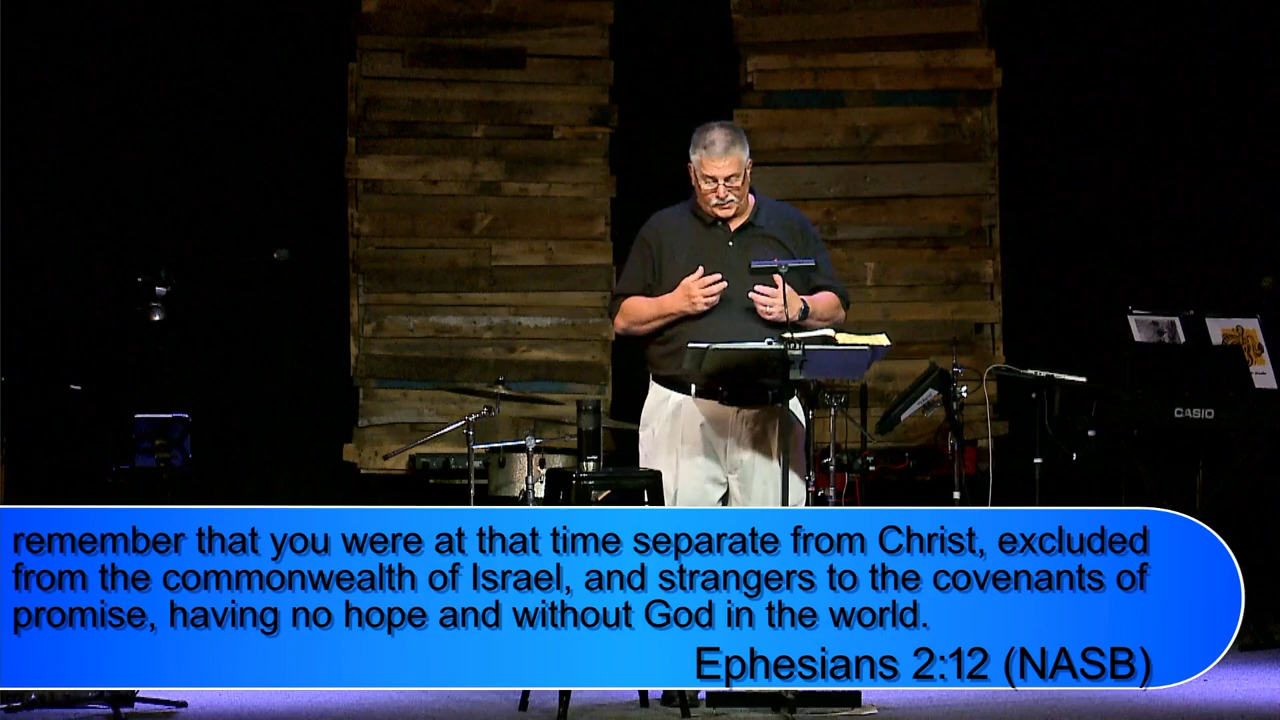 CASIO
remember that you were at that time separate from Christ, excluded
from the commonwealth of Israel, and strangers to the covenants of
promise, having no hope and without God in the world.
Ephesians 2:12 (NASB)